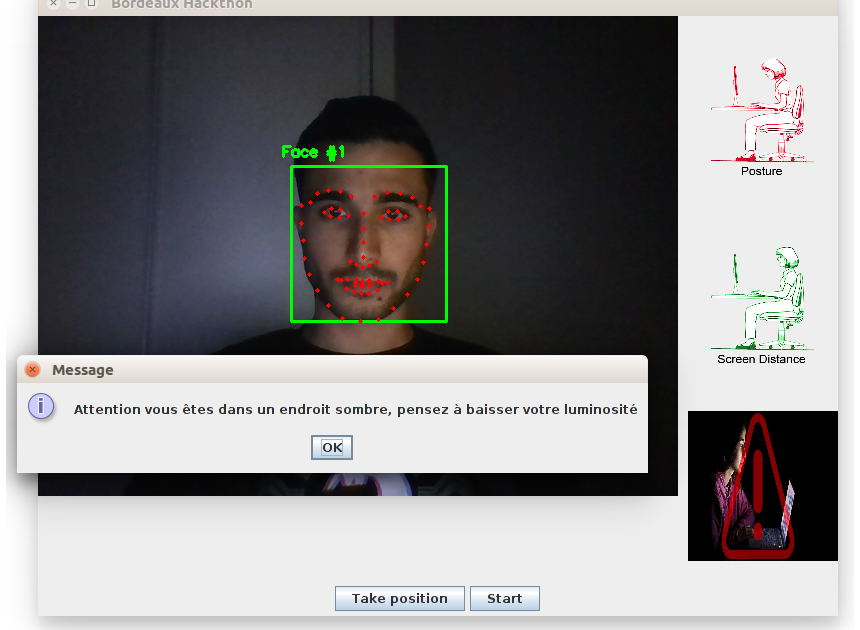 Bordeaux Hackthon
Face #1
Posture
Screen Distance
Message
Attention vous êtes dans un endroit sombre, pensez à baisser votre luminosité
OK
Take position
Start